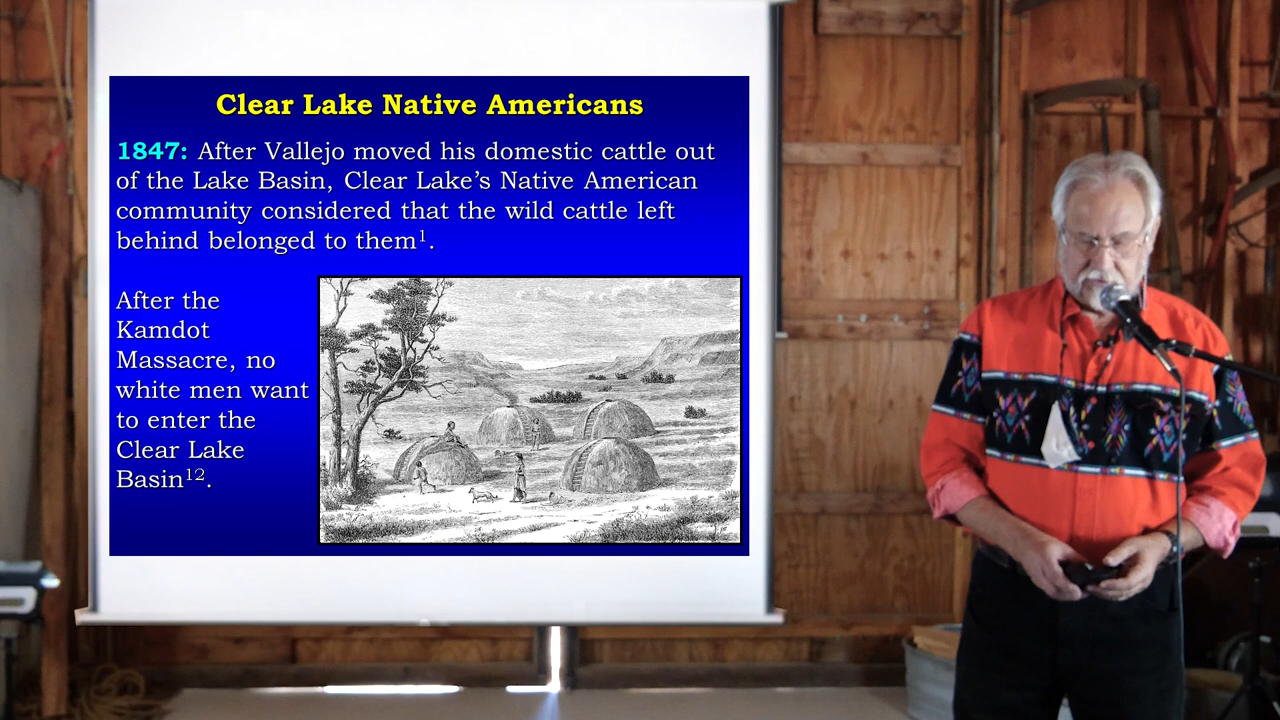 Clear Lake Native Americans
1847: After Vallejo moved his domestic cattle out
of the Lake Basin, Clear Lake’s Native American
community considered that the wild cattle left
behind belonged to them¹.
After the
Kamdot
Massacre, no
white men want
to enter the
Clear Lake
Basin¹².